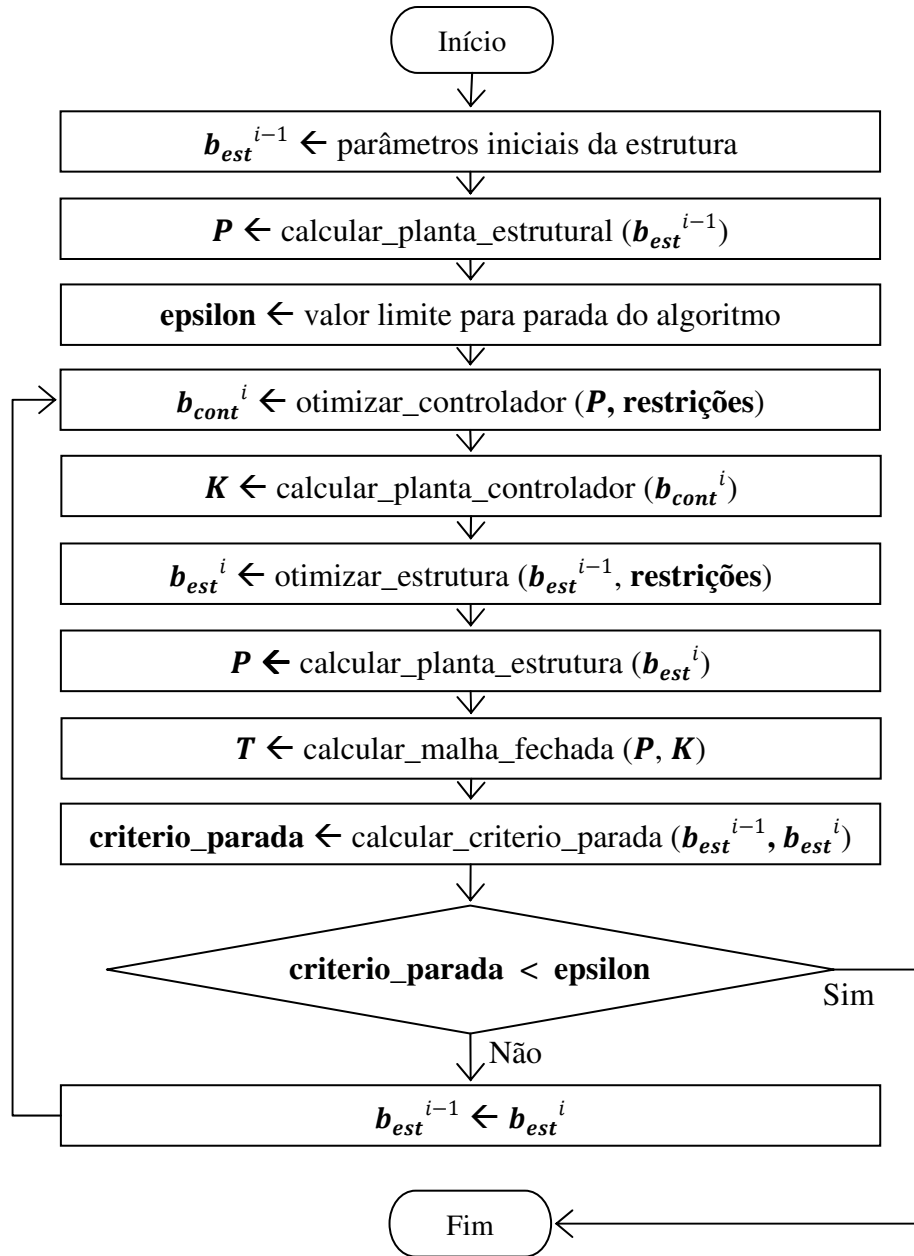 Início
b_est^{i−1} ← parâmetros iniciais da estrutura
P ← calcular_planta_estrutural (b_est^{i−1})
epsilon ← valor limite para parada do algoritmo
b_cont^i ← otimizar_controlador (P, restrições)
K ← calcular_planta_controlador (b_cont^i)
b_est^i ← otimizar_estrutura (b_est^{i−1}, restrições)
P ← calcular_planta_estrutura (b_est^i)
T ← calcular_malha_fechada (P, K)
criterio_parada ← calcular_criterio_parada (b_est^{i−1}, b_est^i)
criterio_parada < epsilon
Sim
Não
b_est^{i−1} ← b_est^i
Fim